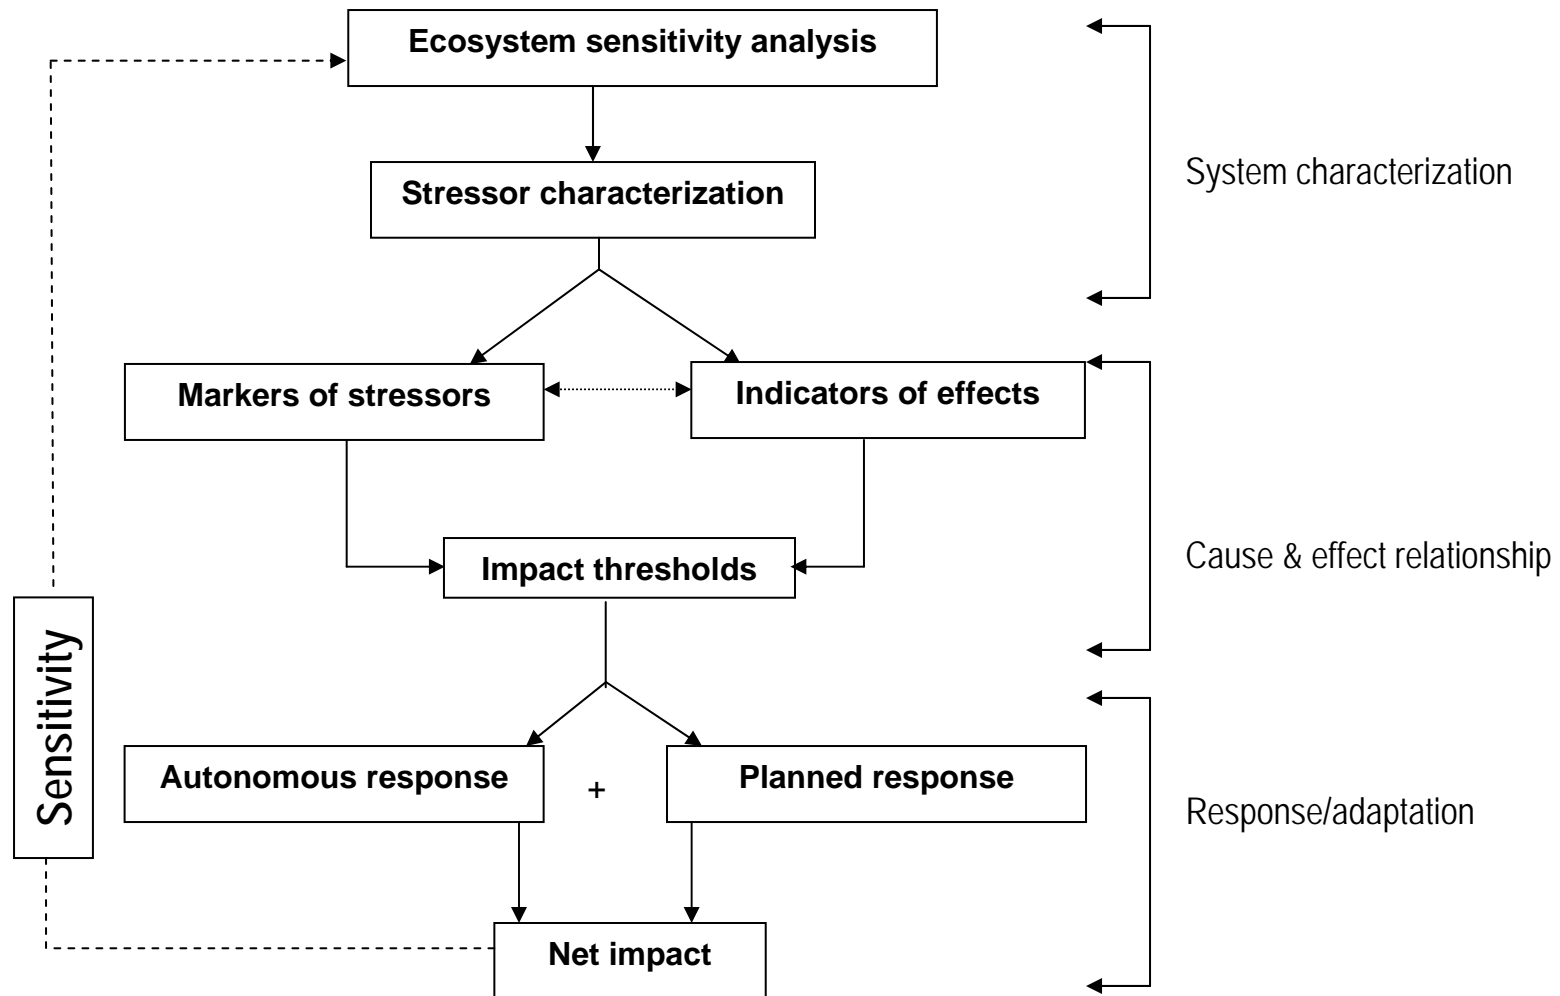 Ecosystem sensitivity analysis
System characterization
Stressor characterization
Markers of stressors
Indicators of effects
Cause & effect relationship
Impact thresholds
Sensitivity
Autonomous response
+
Planned response
Response/adaptation
Net impact